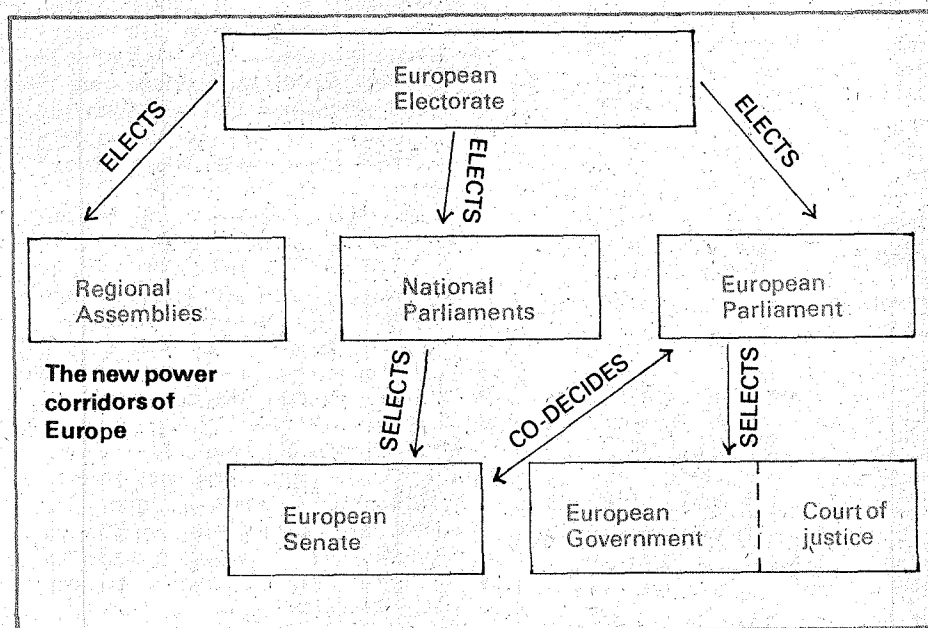 European
Electorate
ELECTS
ELECTS
ELECTS
Regional
Assemblies
National
Parliaments
European
Parliament
The new power
corridors of
Europe
SELECTS
CO-DECIDES
SELECTS
European
Senate
European
Government
Court of
justice